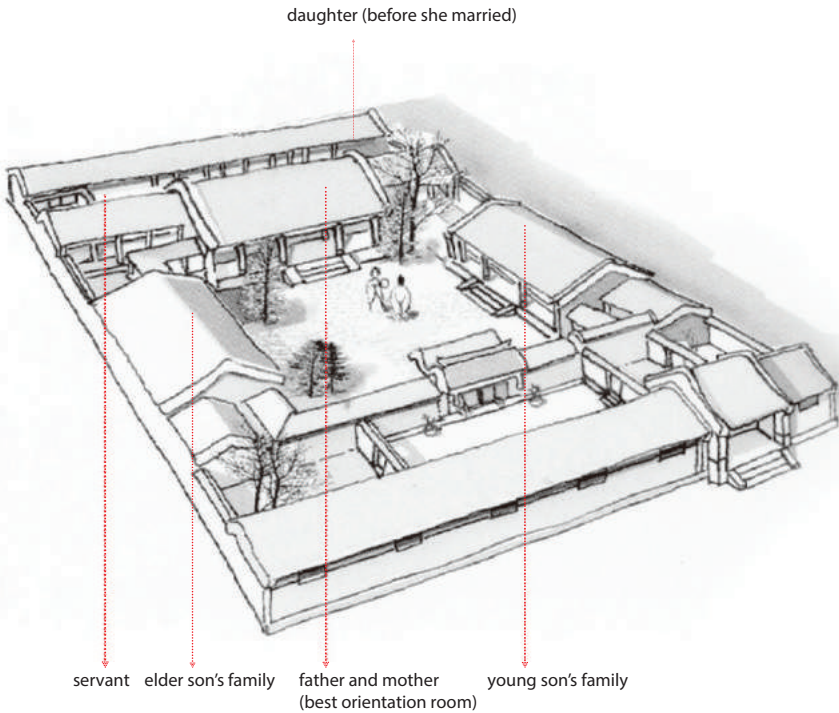 daughter (before she married)
servant
elder son's family
father and mother
(best orientation room)
young son's family